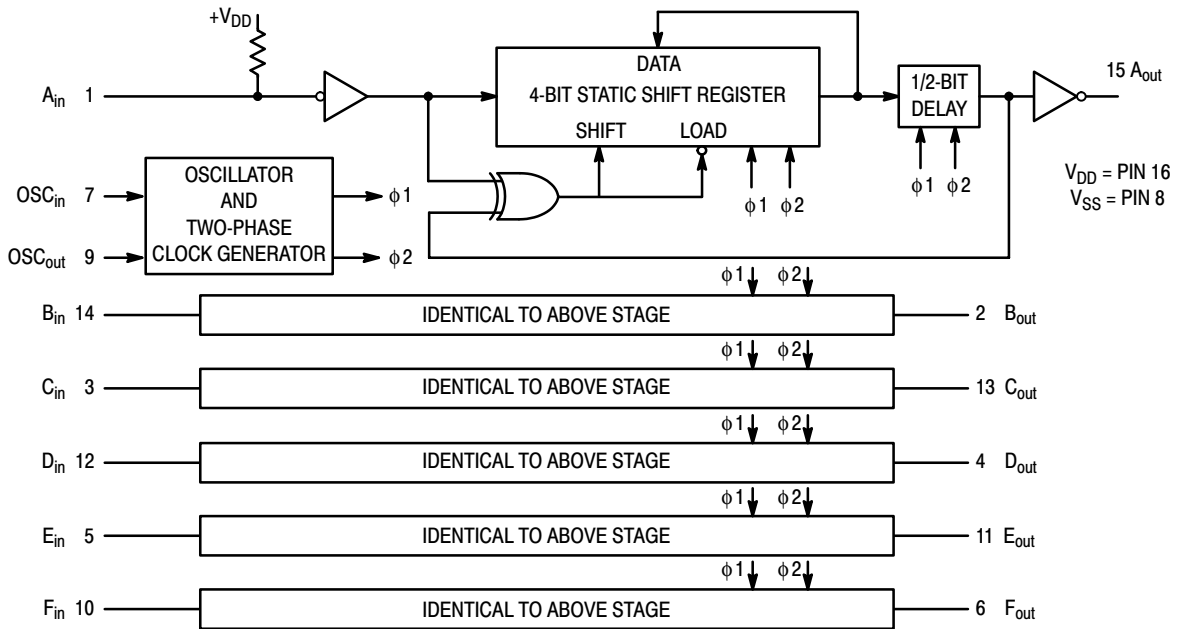 +VDD
Ain 1
DATA
4-BIT STATIC SHIFT REGISTER
SHIFT LOAD
1/2-BIT
DELAY
15 Aout
ϕ1 ϕ2
ϕ1 ϕ2
VDD = PIN 16
VSS = PIN 8
OSCin 7
OSCout 9
OSCILLATOR
AND
TWO-PHASE
CLOCK GENERATOR
ϕ1
ϕ2
ϕ1 ϕ2
Bin 14 IDENTICAL TO ABOVE STAGE 2 Bout
ϕ1 ϕ2
Cin 3 IDENTICAL TO ABOVE STAGE 13 Cout
ϕ1 ϕ2
Din 12 IDENTICAL TO ABOVE STAGE 4 Dout
ϕ1 ϕ2
Ein 5 IDENTICAL TO ABOVE STAGE 11 Eout
ϕ1 ϕ2
Fin 10 IDENTICAL TO ABOVE STAGE 6 Fout